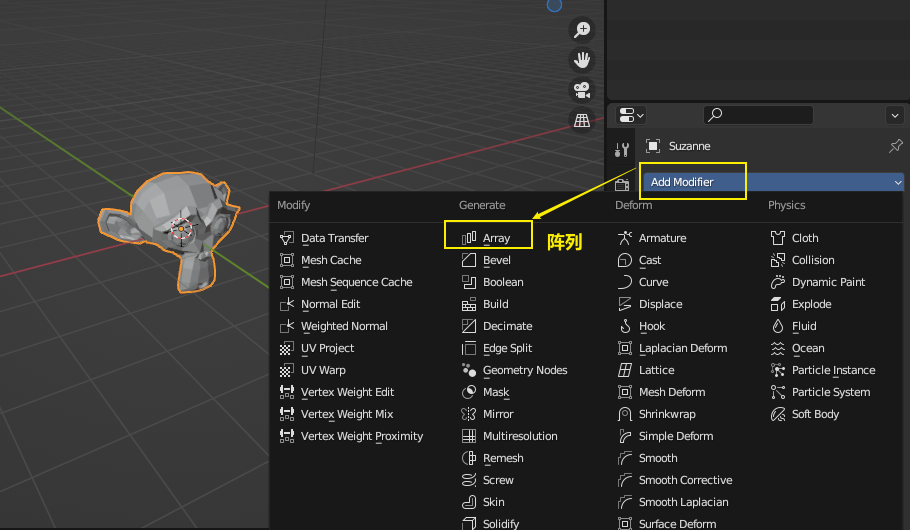 Suzanne
Add Modifier
Modify
Data Transfer
Mesh Cache
Mesh Sequence Cache
Normal Edit
Weighted Normal
UV Project
UV Warp
Vertex Weight Edit
Vertex Weight Mix
Vertex Weight Proximity
Generate
Array
阵列
Bevel
Boolean
Build
Decimate
Edge Split
Geometry Nodes
Mask
Mirror
Multiresolution
Remesh
Screw
Skin
Solidify
Deform
Armature
Cast
Curve
Displace
Hook
Laplacian Deform
Lattice
Mesh Deform
Shrinkwrap
Simple Deform
Smooth
Smooth Corrective
Smooth Laplacian
Surface Deform
Physics
Cloth
Collision
Dynamic Paint
Explode
Fluid
Ocean
Particle Instance
Particle System
Soft Body